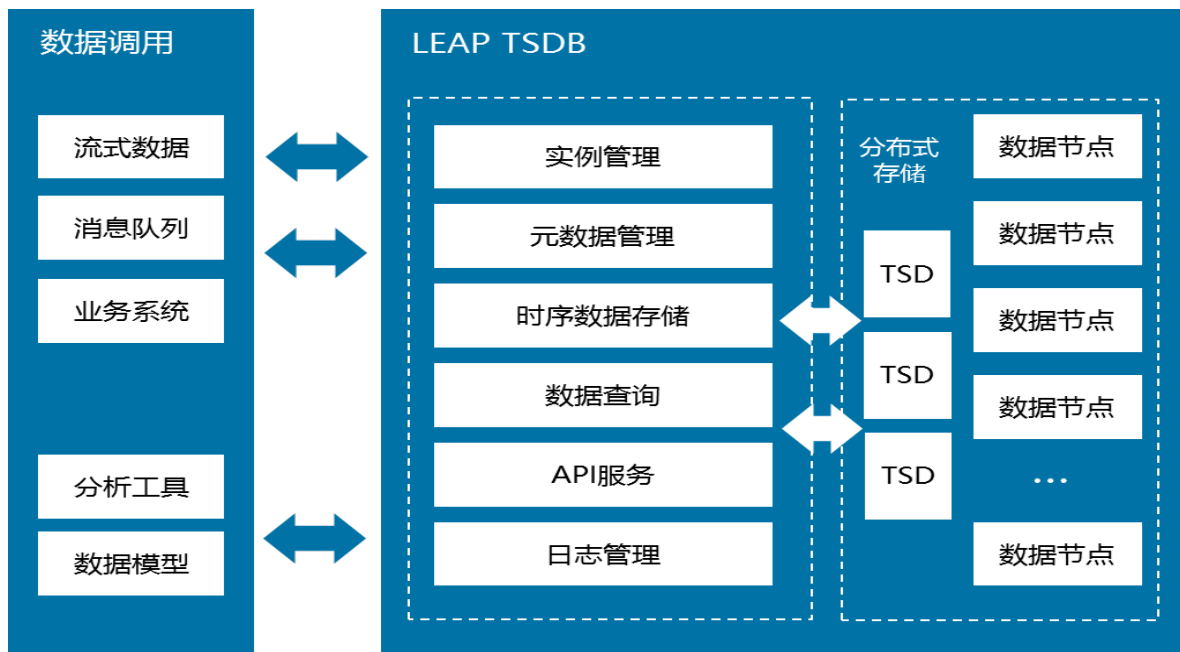 数据调用
流式数据
消息队列
业务系统
分析工具
数据模型
LEAP TSDB
实例管理
元数据管理
时序数据存储
数据查询
API服务
日志管理
分布式
存储
TSD
TSD
TSD
数据节点
数据节点
数据节点
数据节点
...
数据节点